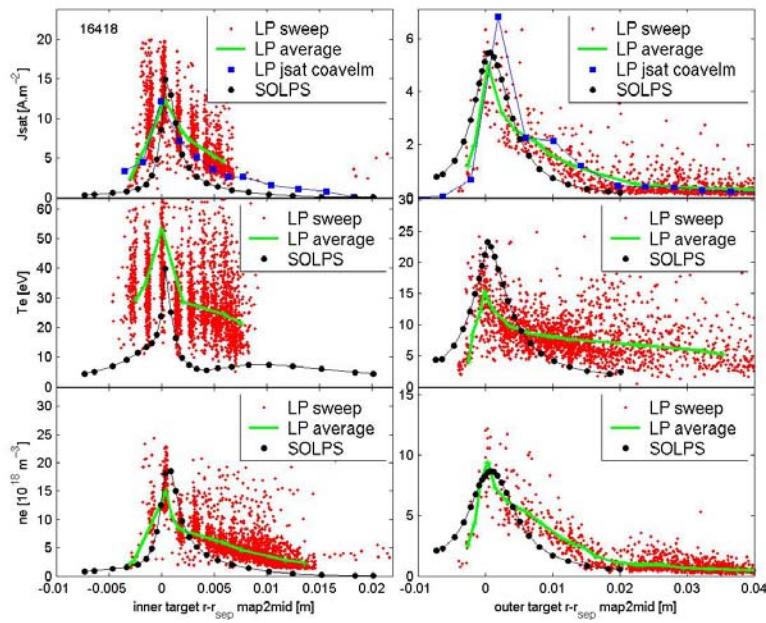 16418
LP sweep
LP average
LP jsat coavelm
SOLPS
Jsat [A.m-2]
20
15
10
5
0
LP sweep
LP average
LP jsat coavelm
SOLPS
6
4
2
0
LP sweep
LP average
SOLPS
Te [eV]
60
50
40
30
20
10
0
LP sweep
LP average
SOLPS
30
25
20
15
10
5
0
LP sweep
LP average
SOLPS
ne [10^18 m^-3]
30
25
20
15
10
5
0
LP sweep
LP average
SOLPS
15
10
5
0
-0.01 -0.005 0 0.005 0.01 0.015 0.02
inner target r-r_sep map2mid [m]
-0.01 0 0.01 0.02 0.03 0.04
outer target r-r_sep map2mid [m]